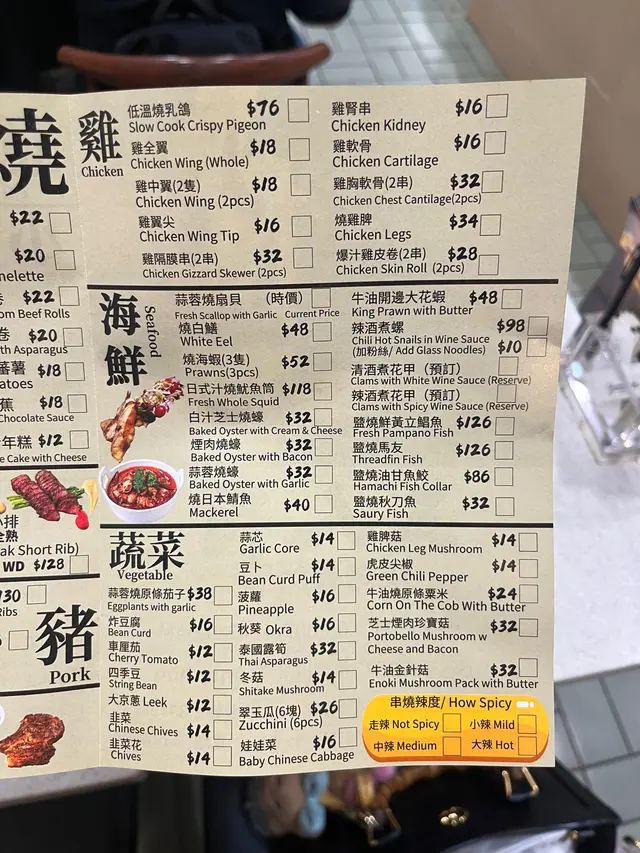 燒
$22
$20
nelette
卷 $22
om Beef Rolls
卷 $20
th Asparagus
蕃薯 $18
atoes
蕉 $18
Chocolate Sauce
年糕 $12
e Cake with Cheese
小排
全熟
ak Short Rib)
WD $128
130
Ribs
豬
Pork
雞
Chicken
低溫燒乳鴿 $76
Slow Cook Crispy Pigeon
雞全翼 $18
Chicken Wing (Whole)
雞中翼(2隻) $18
Chicken Wing (2pcs)
雞翼尖 $16
Chicken Wing Tip
雞隔膜串(2串) $32
Chicken Gizzard Skewer (2pcs)
雞腎串 $16
Chicken Kidney
雞軟骨 $16
Chicken Cartilage
雞胸軟骨(2串) $32
Chicken Chest Cantilage(2pcs)
燒雞脾 $34
Chicken Legs
爆汁雞皮卷(2串) $28
Chicken Skin Roll (2pcs)
海鮮
Seafood
蒜蓉燒扇貝 (時價)
Fresh Scallop with Garlic Current Price
燒白鱔 $48
White Eel
燒海蝦(3隻) $52
Prawns(3pcs)
日式汁燒魷魚筒 $118
Fresh Whole Squid
白汁芝士燒蠔 $32
Baked Oyster with Cream & Cheese
煙肉燒蠔 $32
Baked Oyster with Bacon
蒜蓉燒蠔 $32
Baked Oyster with Garlic
燒日本鯖魚 $40
Mackerel
牛油開邊大花蝦 $48
King Prawn with Butter
辣酒煮螺 $98
Chili Hot Snails in Wine Sauce
(加粉絲/ Add Glass Noodles) $10
清酒煮花甲 (預訂)
Clams with White Wine Sauce (Reserve)
辣酒煮花甲 (預訂)
Clams with Spicy Wine Sauce (Reserve)
鹽燒鮮黃立鯧魚 $126
Fresh Pampano Fish
鹽燒馬友 $126
Threadfin Fish
鹽燒油甘魚鮫 $86
Hamachi Fish Collar
鹽燒秋刀魚 $32
Saury Fish
蔬菜
Vegetable
蒜蓉燒原條茄子 $38
Eggplants with garlic
炸豆腐 $16
Bean Curd
車厘茄 $12
Cherry Tomato
四季豆 $12
String Bean
大京蔥 Leek $12
韭菜 $14
Chinese Chives
韭菜花 $14
Chives
蒜芯 $14
Garlic Core
豆卜 $14
Bean Curd Puff
菠蘿 $16
Pineapple
秋葵 Okra $16
泰國露筍 $32
Thai Asparagus
冬菇 $14
Shitake Mushroom
翠玉瓜(6塊) $26
Zucchini (6pcs)
娃娃菜 $16
Baby Chinese Cabbage
雞脾菇 $14
Chicken Leg Mushroom
虎皮尖椒 $14
Green Chili Pepper
牛油燒原條粟米 $24
Corn On The Cob With Butter
芝士煙肉珍寶菇 $32
Portobello Mushroom w
Cheese and Bacon
牛油金針菇 $32
Enoki Mushroom Pack with Butter
串燒辣度/ How Spicy
走辣 Not Spicy 小辣 Mild
中辣 Medium 大辣 Hot